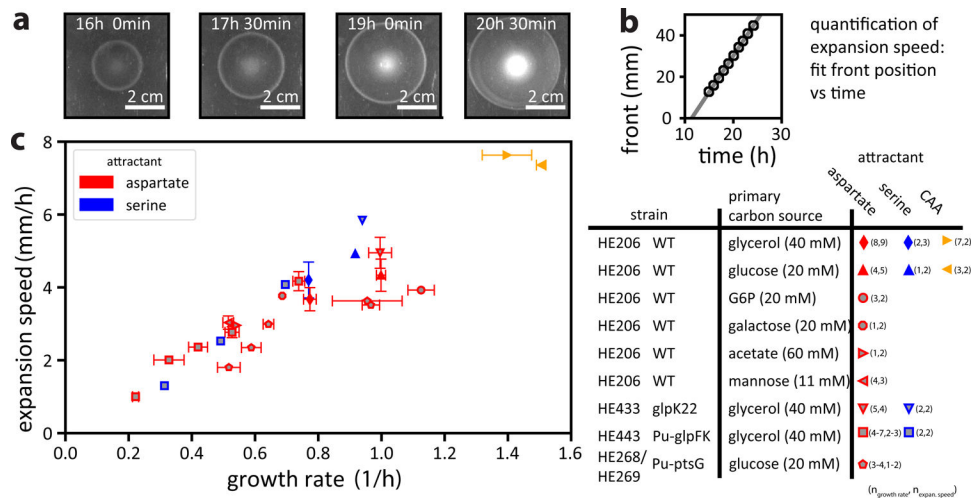 a
16h 0min
17h 30min
19h 0min
20h 30min
2 cm
2 cm
2 cm
2 cm
b
front (mm)
40
20
0
10
20
30
time (h)
quantification of
expansion speed:
fit front position
vs time
c
attractant
aspartate
serine
expansion speed (mm/h)
8
6
4
2
0
0.0
0.2
0.4
0.6
0.8
1.0
1.2
1.4
1.6
growth rate (1/h)
attractant
strain
primary
carbon source
aspartate
serine
CAA
HE206 WT glycerol (40 mM) (8,9) (2,3) (7,2)
HE206 WT glucose (20 mM) (4,5) (1,2) (3,2)
HE206 WT G6P (20 mM) (3,2)
HE206 WT galactose (20 mM) (1,2)
HE206 WT acetate (60 mM) (1,2)
HE206 WT mannose (11 mM) (4,3)
HE433 glpK22 glycerol (40 mM) (5,4) (2,2)
HE443 Pu-glpFK glycerol (40 mM) (4-7,2-3) (2,2)
HE268/
HE269 Pu-ptsG glucose (20 mM) (3-4,1-2)
(n growth rate, n expan. speed)